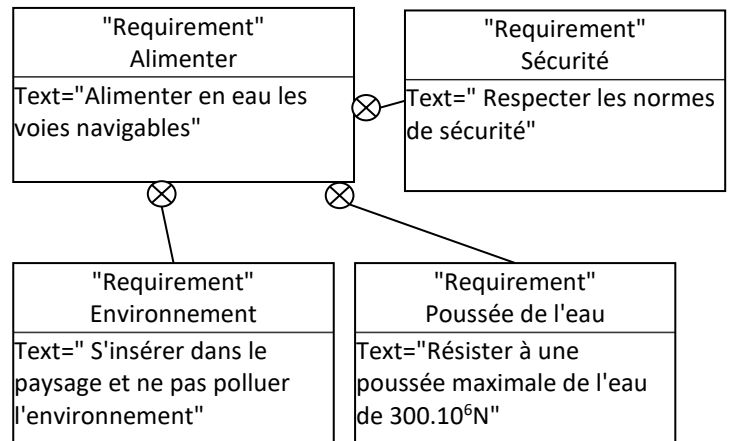 "Requirement"
Alimenter
Text="Alimenter en eau les
voies navigables"
"Requirement"
Sécurité
Text=" Respecter les normes
de sécurité"
"Requirement"
Environnement
Text=" S'insérer dans le
paysage et ne pas polluer
l'environnement"
"Requirement"
Poussée de l'eau
Text="Résister à une
poussée maximale de l'eau
de 300.10⁶N"